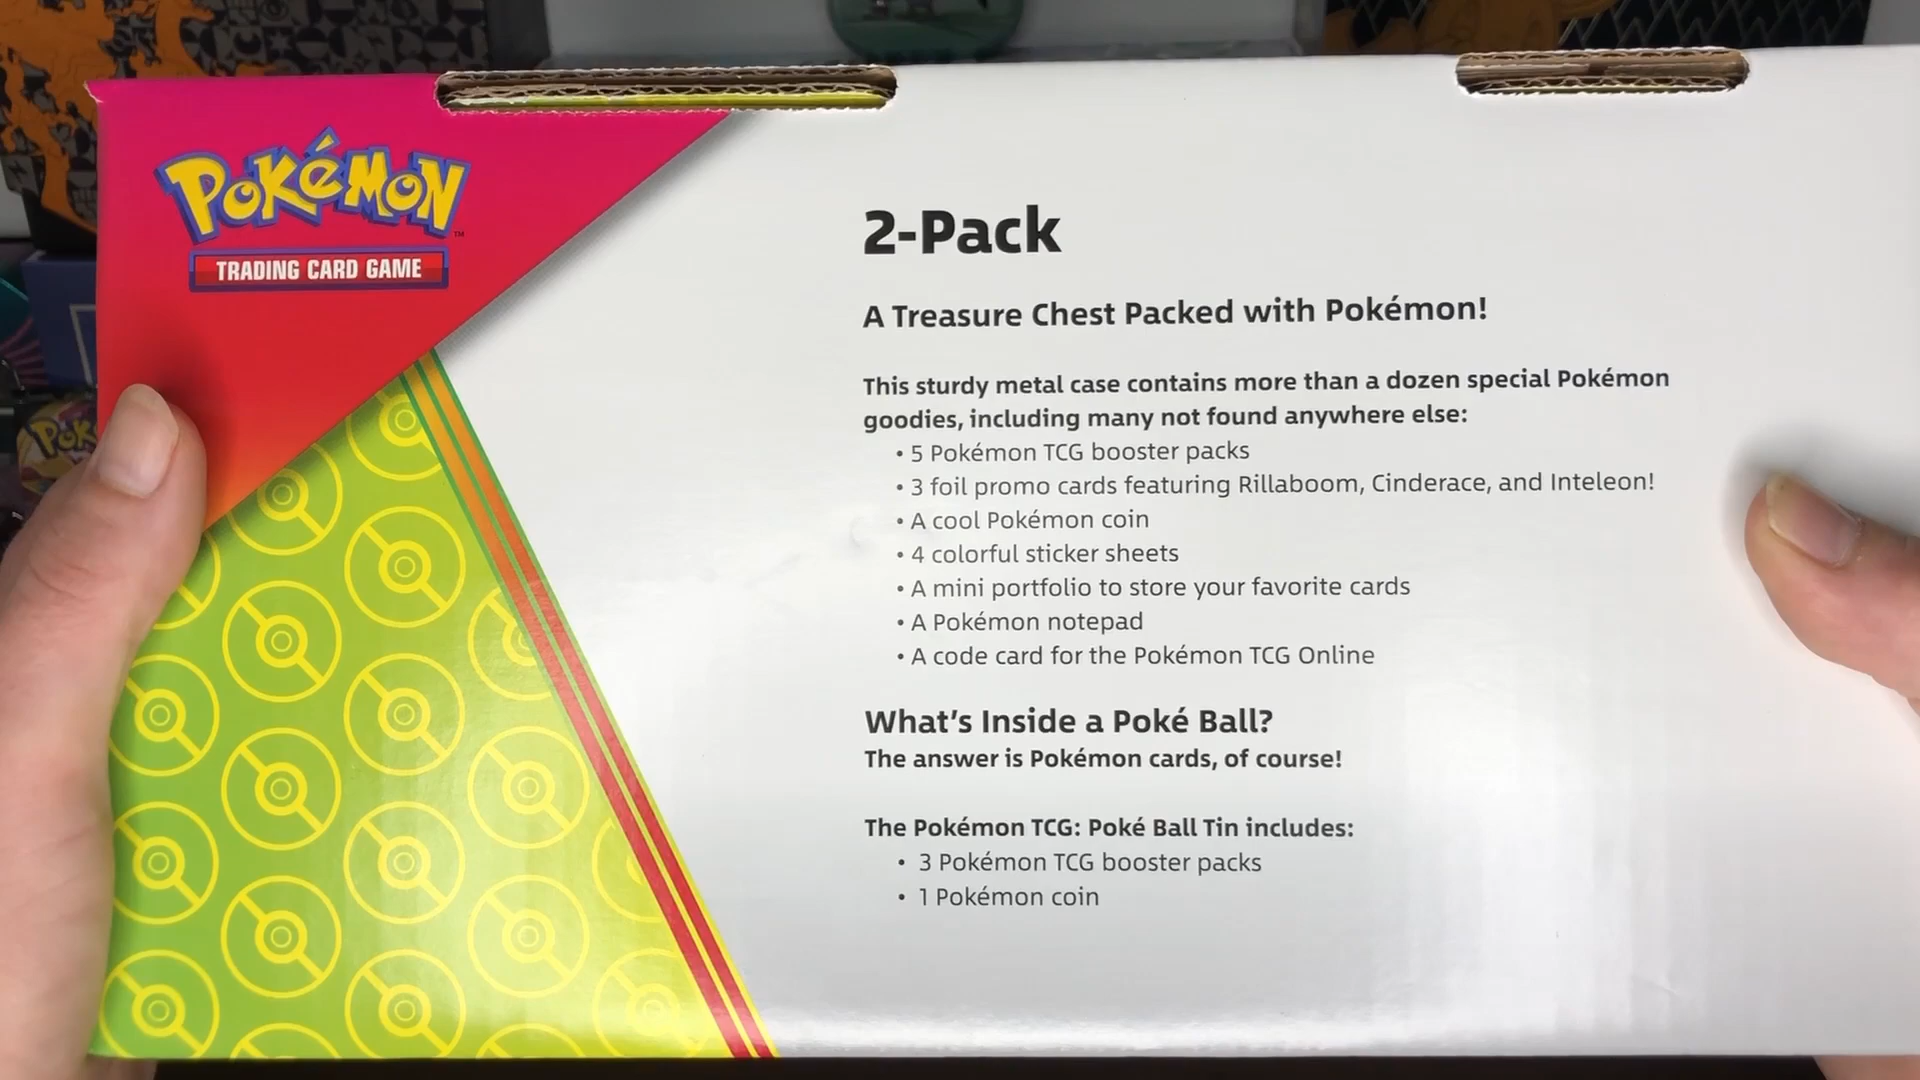 POKéMON™
TRADING CARD GAME
2-Pack
A Treasure Chest Packed with Pokémon!
This sturdy metal case contains more than a dozen special Pokémon
goodies, including many not found anywhere else:
• 5 Pokémon TCG booster packs
• 3 foil promo cards featuring Rillaboom, Cinderace, and Inteleon!
• A cool Pokémon coin
• 4 colorful sticker sheets
• A mini portfolio to store your favorite cards
• A Pokémon notepad
• A code card for the Pokémon TCG Online
What's Inside a Poké Ball?
The answer is Pokémon cards, of course!
The Pokémon TCG: Poké Ball Tin includes:
• 3 Pokémon TCG booster packs
• 1 Pokémon coin